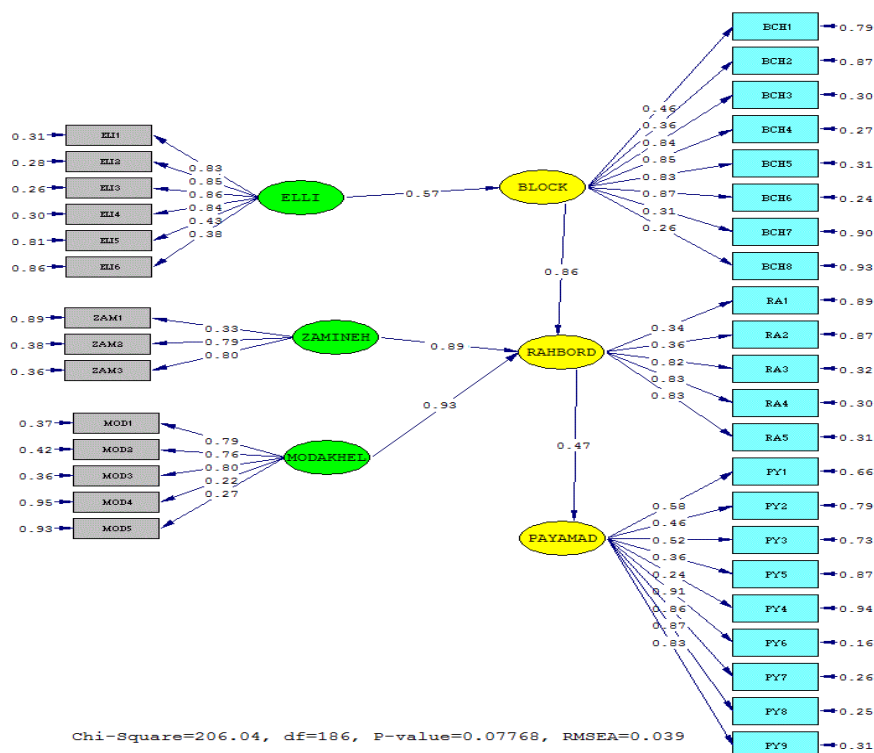 0.31 ELI1
0.28 ELI2
0.26 ELI3
0.30 ELI4
0.81 ELI5
0.86 ELI6
0.83
0.85
0.86
0.84
0.43
0.38
ELLI
0.57
0.89 ZAM1
0.38 ZAM2
0.36 ZAM3
0.33
0.79
0.80
ZAMINEH
0.89
0.37 MOD1
0.42 MOD2
0.36 MOD3
0.95 MOD4
0.93 MOD5
0.79
0.76
0.80
0.22
0.27
MODAKHEL
0.93
BLOCK
0.86
RAHBORD
0.47
PAYAMAD
0.46
0.36
0.84
0.85
0.83
0.87
0.31
0.26
BCH1 0.79
BCH2 0.87
BCH3 0.30
BCH4 0.27
BCH5 0.31
BCH6 0.24
BCH7 0.90
BCH8 0.93
0.34
0.36
0.82
0.83
0.83
RA1 0.89
RA2 0.87
RA3 0.32
RA4 0.30
RA5 0.31
0.58
0.46
0.52
0.36
0.24
0.91
0.86
0.87
0.83
PY1 0.66
PY2 0.79
PY3 0.73
PY5 0.87
PY4 0.94
PY6 0.16
PY7 0.26
PY8 0.25
PY9 0.31
Chi-Square=206.04, df=186, P-value=0.07768, RMSEA=0.039